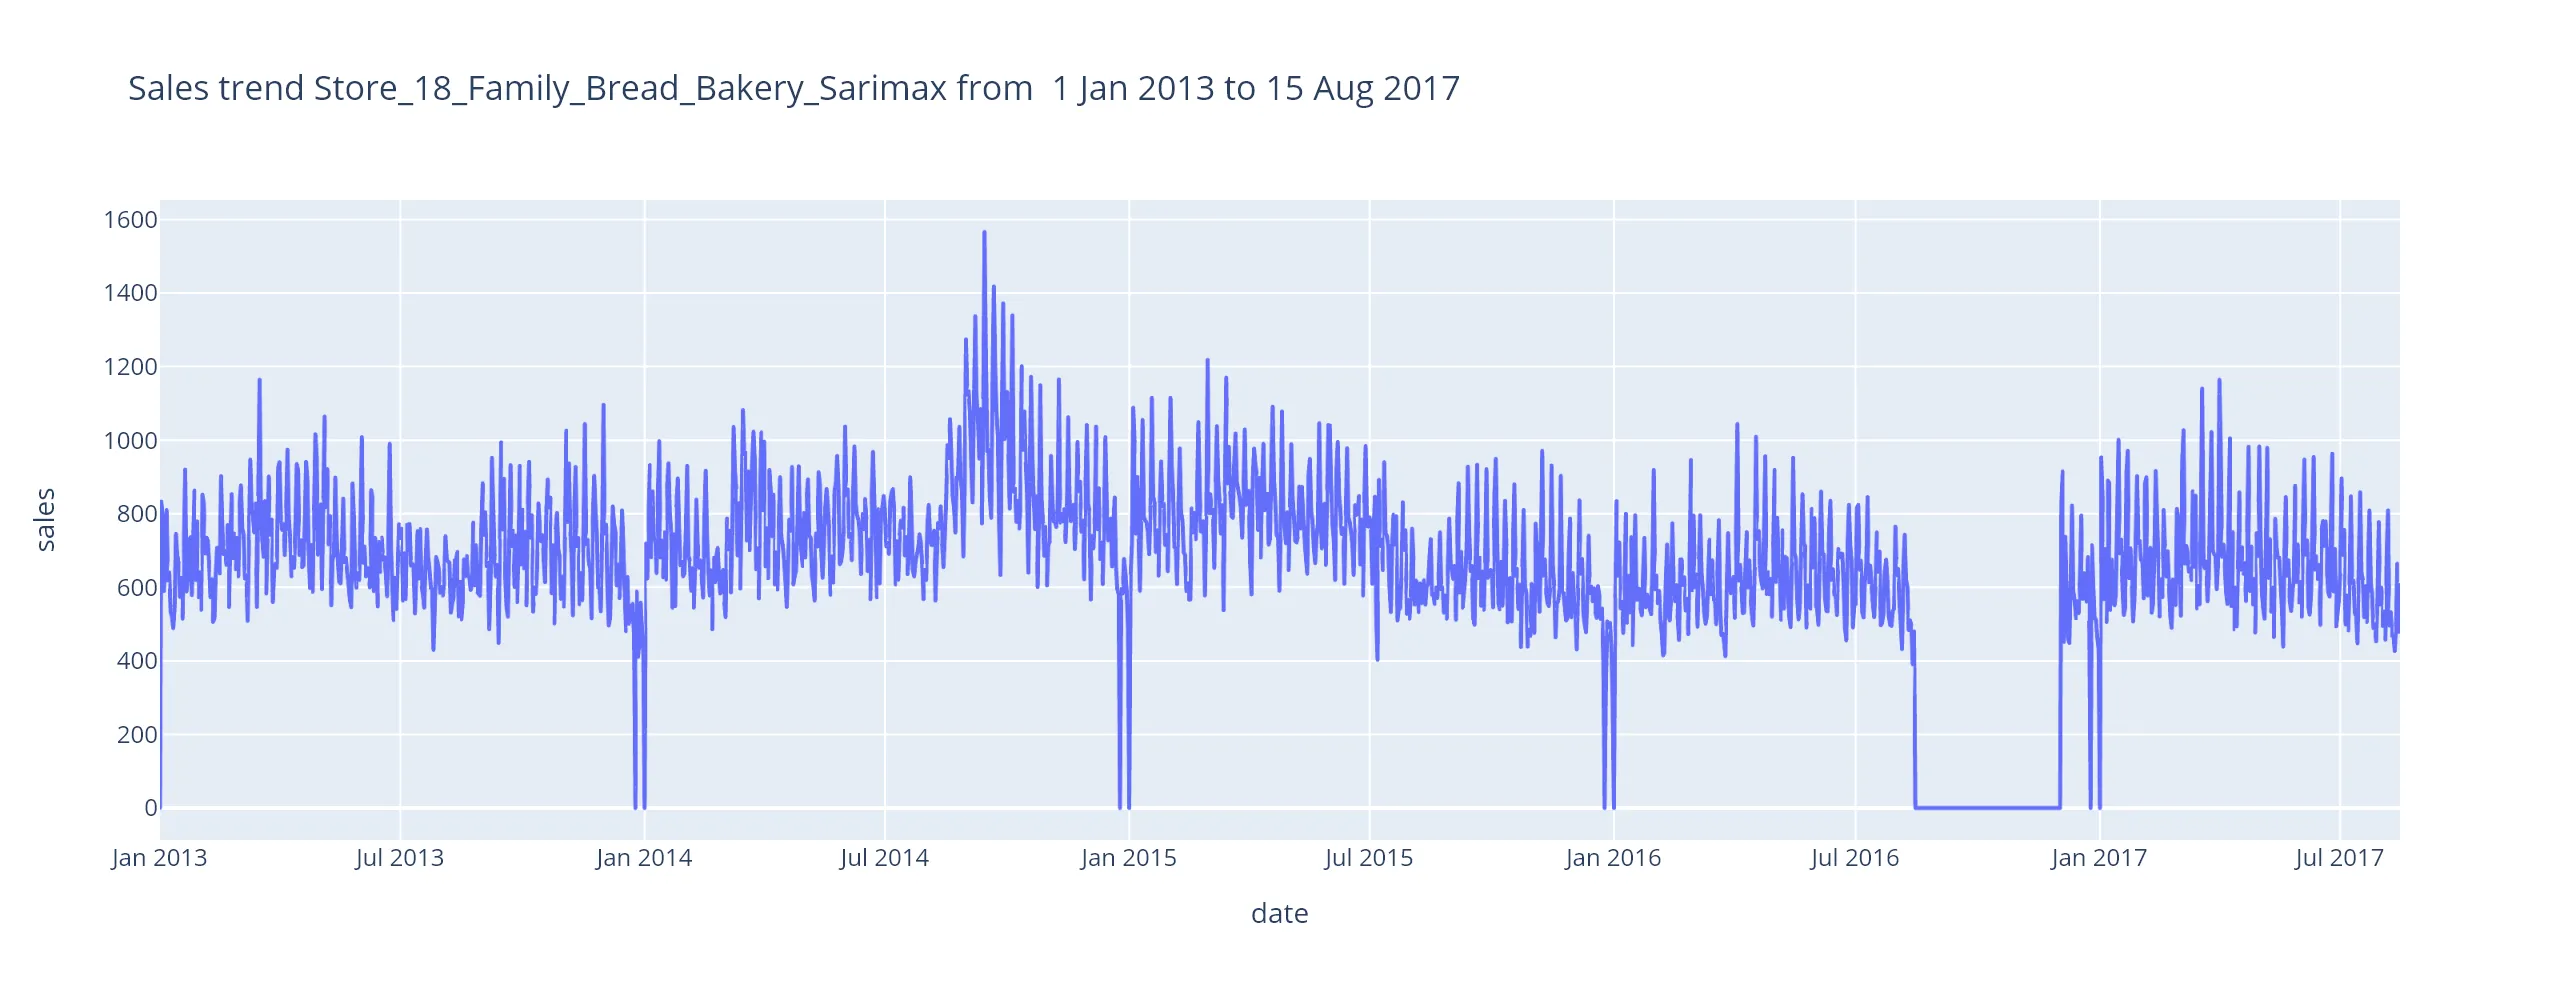 Sales trend Store_18_Family_Bread_Bakery_Sarimax from  1 Jan 2013 to 15 Aug 2017
1600
1400
1200
1000
800
600
400
200
0
sales
Jan 2013 Jul 2013 Jan 2014 Jul 2014 Jan 2015 Jul 2015 Jan 2016 Jul 2016 Jan 2017 Jul 2017
date